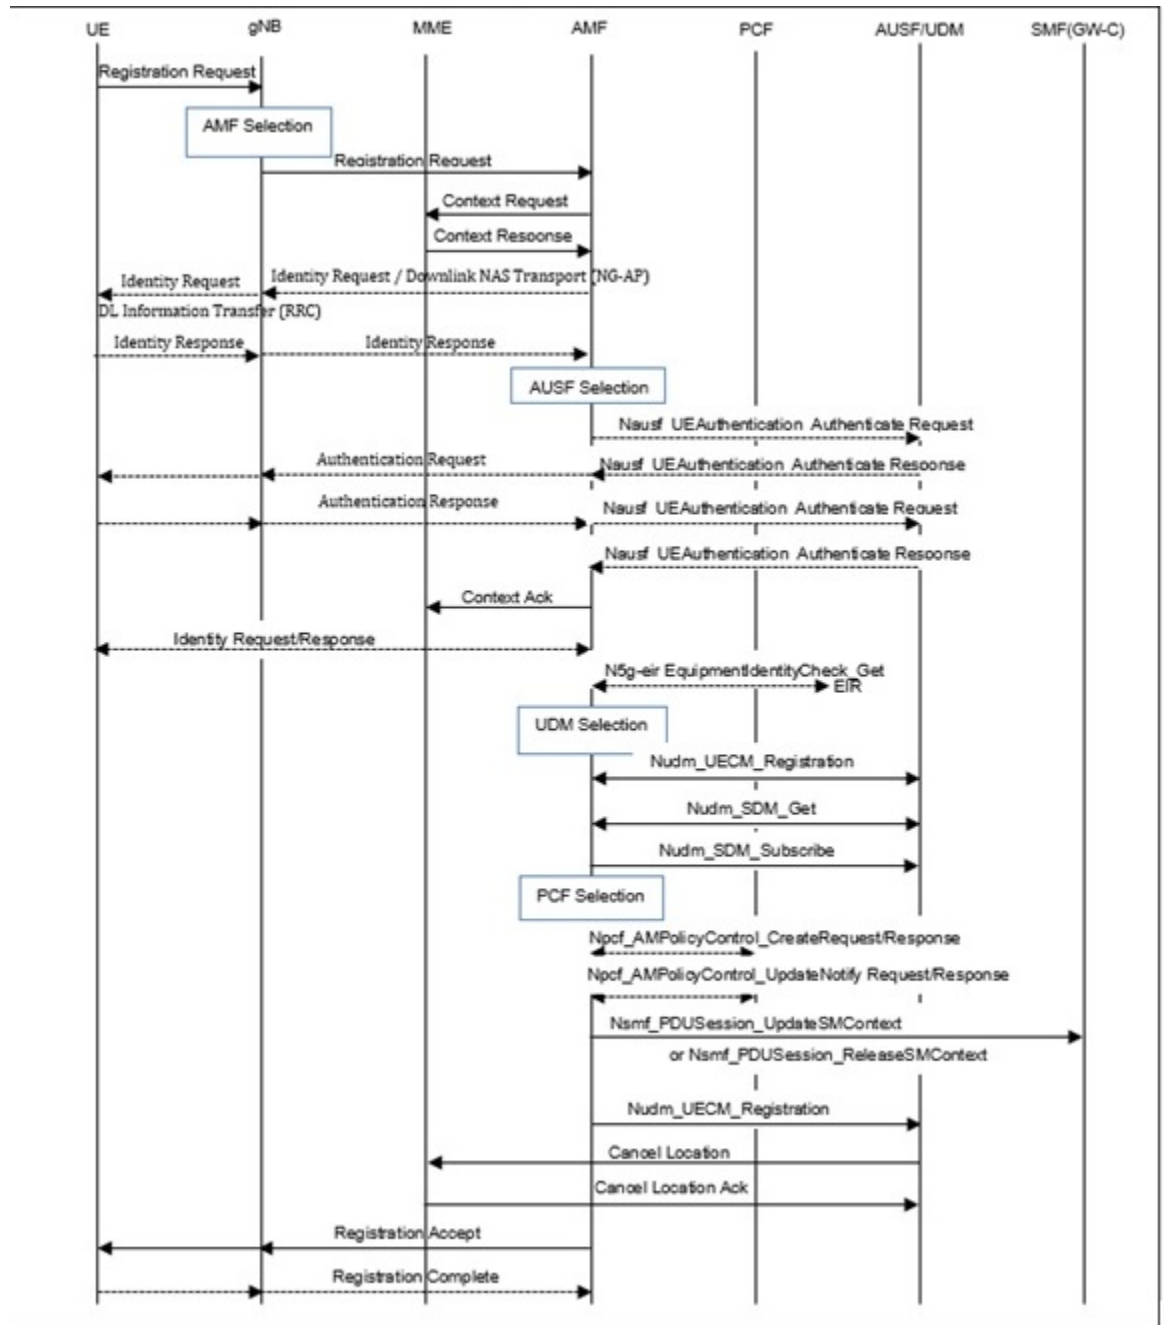 UE gNB MME AMF PCF AUSF/UDM SMF(GW-C)
Registration Request
AMF Selection
Registration Request
Context Request
Context Response
Identity Request Identity Request / Downlink NAS Transport (NG-AP)
DL Information Transfer (RRC)
Identity Response Identity Response
AUSF Selection
Nausf_UEAuthentication_Authenticate Request
Authentication Request Nausf_UEAuthentication_Authenticate Response
Authentication Response Nausf_UEAuthentication_Authenticate Request
Nausf_UEAuthentication_Authenticate Response
Context Ack
Identity Request/Response
N5g-eir EquipmentIdentityCheck_Get
EIR
UDM Selection
Nudm_UECM_Registration
Nudm_SDM_Get
Nudm_SDM_Subscribe
PCF Selection
Npcf_AMPolicyControl_CreateRequest/Response
Npcf_AMPolicyControl_UpdateNotify Request/Response
Nsmf_PDUSession_UpdateSMContext
or Nsmf_PDUSession_ReleaseSMContext
Nudm_UECM_Registration
Cancel Location
Cancel Location Ack
Registration Accept
Registration Complete